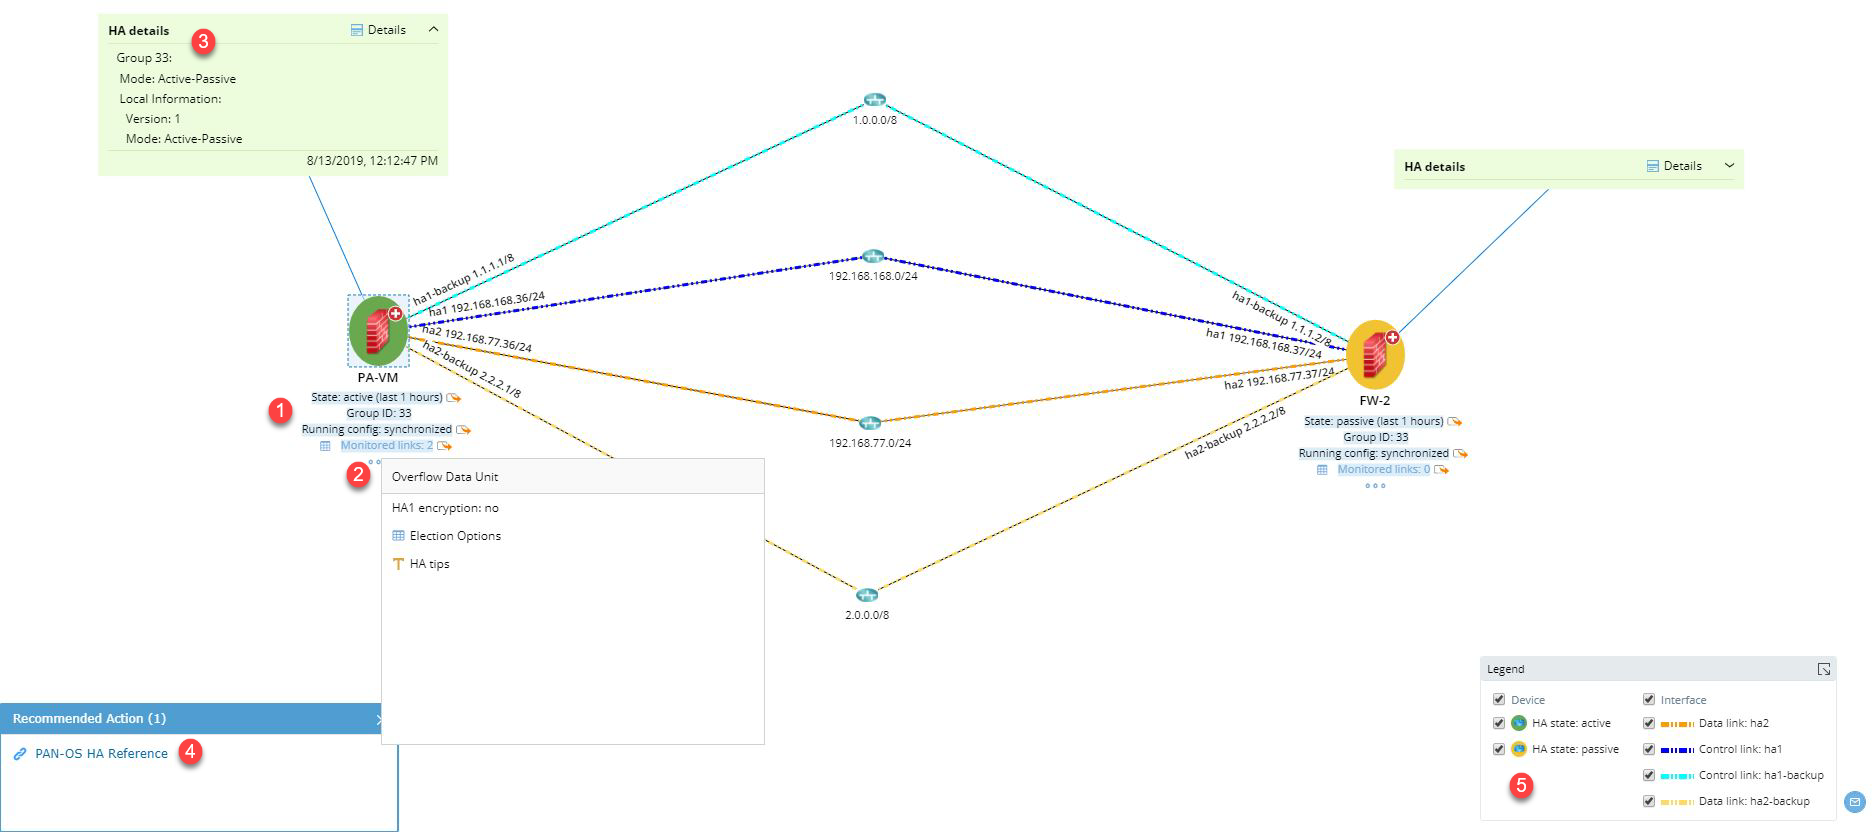 HA details
Details
3
Group 33:
Mode: Active-Passive
Local Information:
Version: 1
Mode: Active-Passive
8/13/2019, 12:12:47 PM
1.0.0.0/8
HA details
Details
ha1-backup 1.1.1.1/8
ha1 192.168.168.36/24
ha2 192.168.77.36/24
ha2-backup 2.2.2.1/8
192.168.168.0/24
ha1-backup 1.1.1.2/8
ha1 192.168.168.37/24
ha2 192.168.77.37/24
ha2-backup 2.2.2.2/8
PA-VM
1
State: active (last 1 hours)
Group ID: 33
Running config: synchronized
Monitored links: 2
FW-2
State: passive (last 1 hours)
Group ID: 33
Running config: synchronized
Monitored links: 0
192.168.77.0/24
2
Overflow Data Unit
HA1 encryption: no
Election Options
HA tips
2.0.0.0/8
Recommended Action (1)
PAN-OS HA Reference
4
Legend
Device
Interface
HA state: active
Data link: ha2
HA state: passive
Control link: ha1
5
Control link: ha1-backup
Data link: ha2-backup